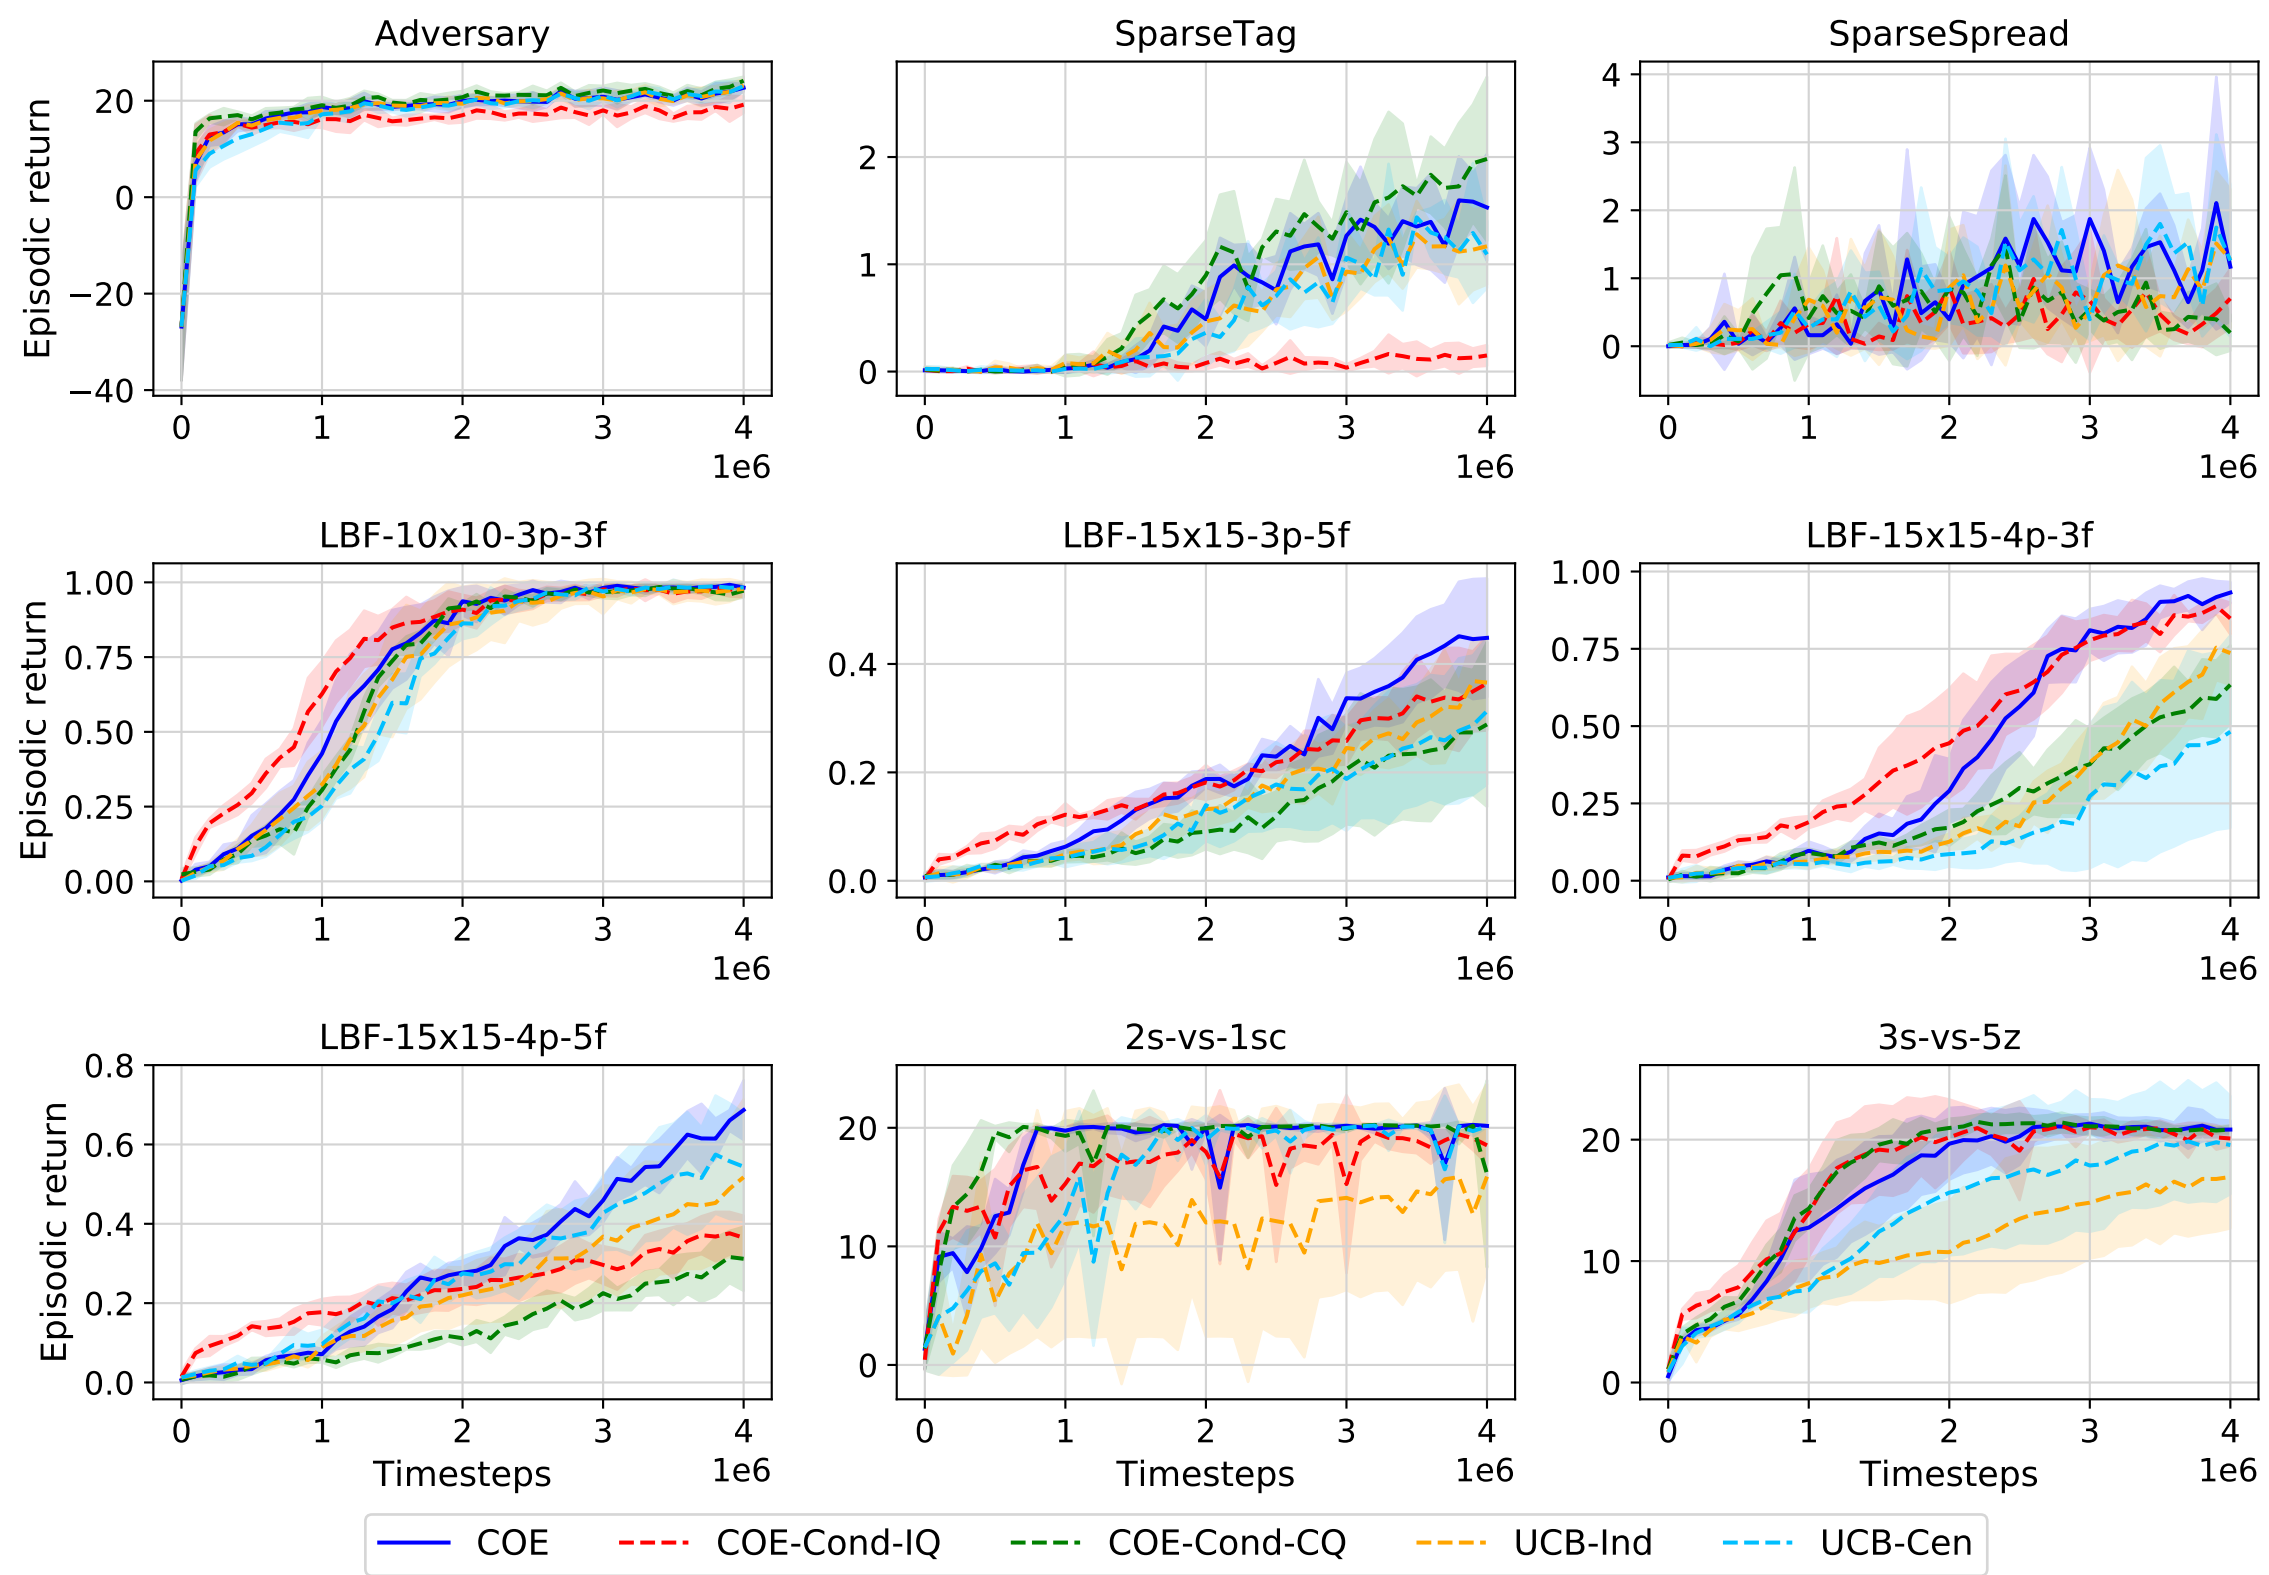 Adversary SparseTag SparseSpread
Episodic return
20
0
−20
−40
0 1 2 3 4
1e6
2
1
0
0 1 2 3 4
1e6
4
3
2
1
0
0 1 2 3 4
1e6
LBF-10x10-3p-3f LBF-15x15-3p-5f LBF-15x15-4p-3f
Episodic return
1.00
0.75
0.50
0.25
0.00
0 1 2 3 4
1e6
0.4
0.2
0.0
0 1 2 3 4
1e6
1.00
0.75
0.50
0.25
0.00
0 1 2 3 4
1e6
LBF-15x15-4p-5f 2s-vs-1sc 3s-vs-5z
Episodic return
0.8
0.6
0.4
0.2
0.0
0 1 2 3 4
Timesteps 1e6
20
10
0
0 1 2 3 4
Timesteps 1e6
20
10
0
0 1 2 3 4
Timesteps 1e6
COE COE-Cond-IQ COE-Cond-CQ UCB-Ind UCB-Cen